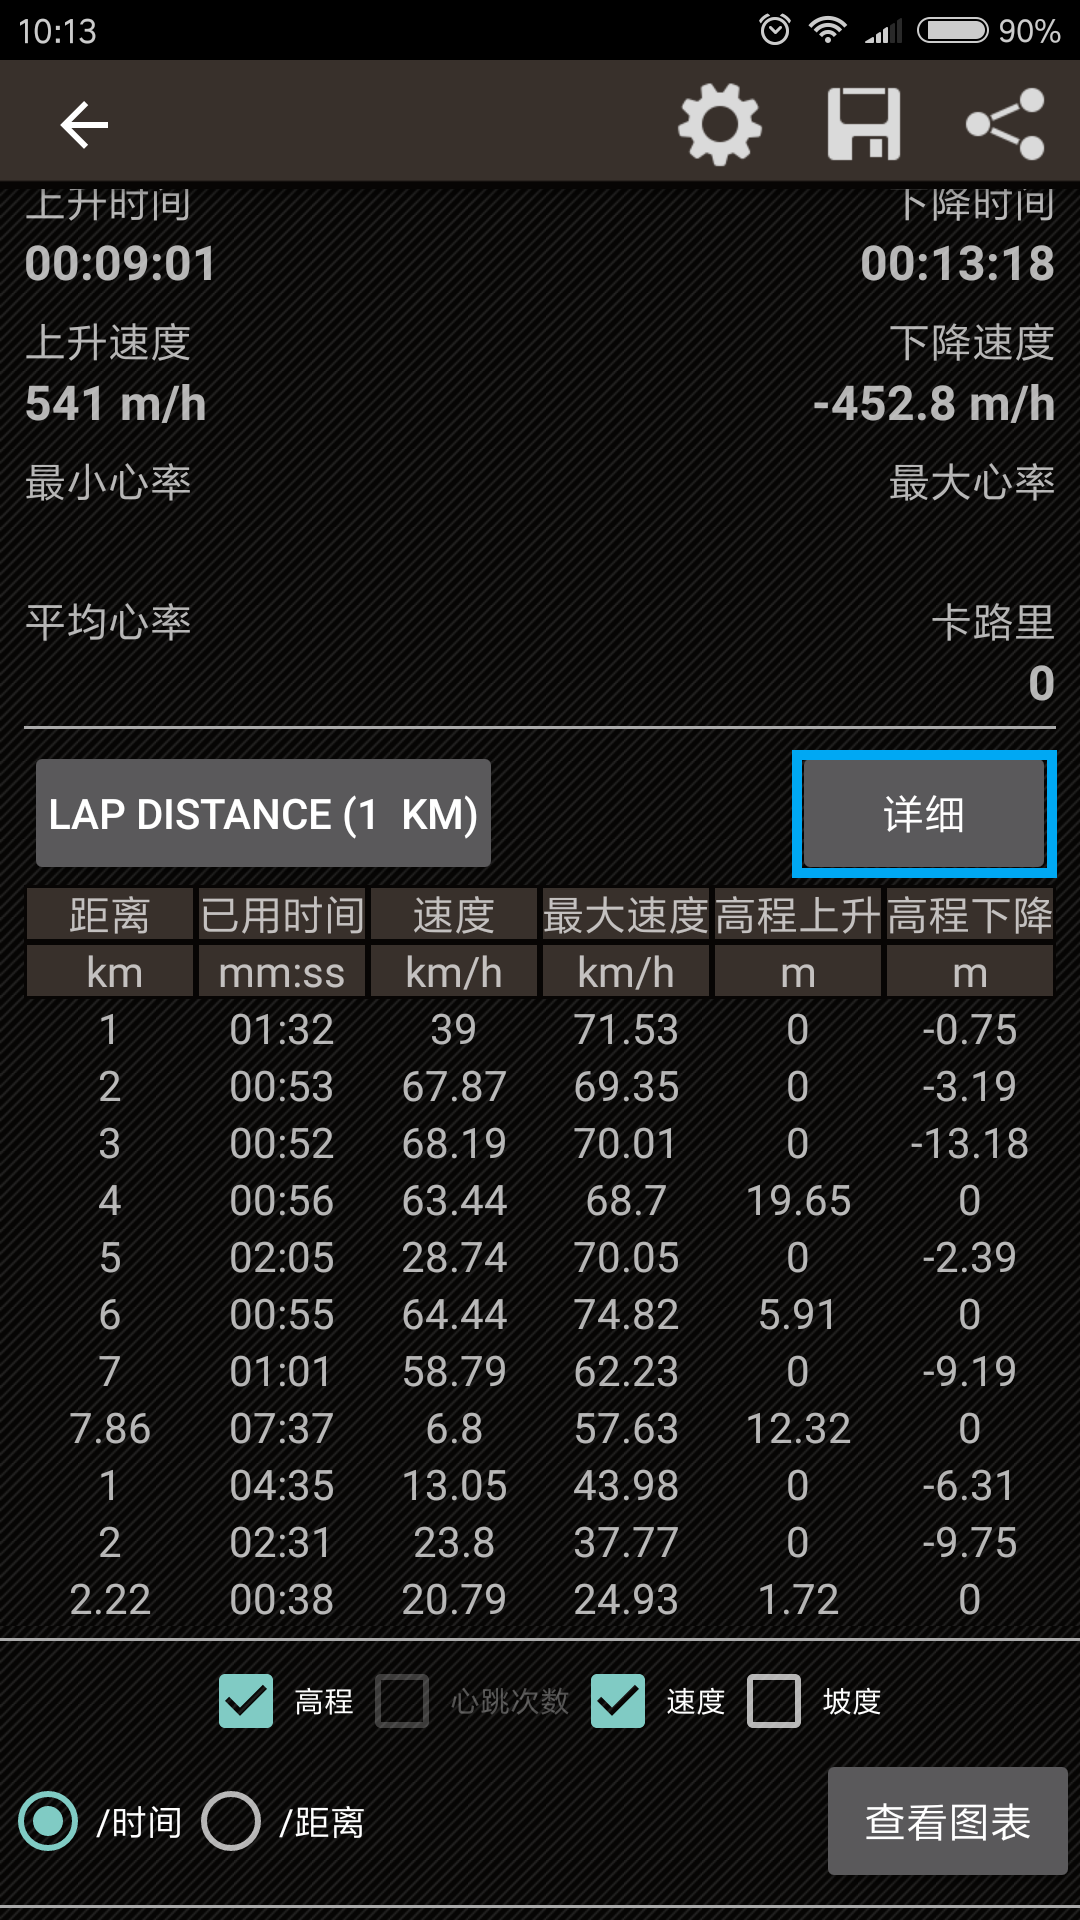 10:13 90%
上升时间 下降时间
00:09:01 00:13:18
上升速度 下降速度
541 m/h -452.8 m/h
最小心率 最大心率
平均心率 卡路里
0
LAP DISTANCE (1  KM) 详细
距离 已用时间 速度 最大速度 高程上升 高程下降
km mm:ss km/h km/h m m
1 01:32 39 71.53 0 -0.75
2 00:53 67.87 69.35 0 -3.19
3 00:52 68.19 70.01 0 -13.18
4 00:56 63.44 68.7 19.65 0
5 02:05 28.74 70.05 0 -2.39
6 00:55 64.44 74.82 5.91 0
7 01:01 58.79 62.23 0 -9.19
7.86 07:37 6.8 57.63 12.32 0
1 04:35 13.05 43.98 0 -6.31
2 02:31 23.8 37.77 0 -9.75
2.22 00:38 20.79 24.93 1.72 0
高程 心跳次数 速度 坡度
/时间 /距离 查看图表